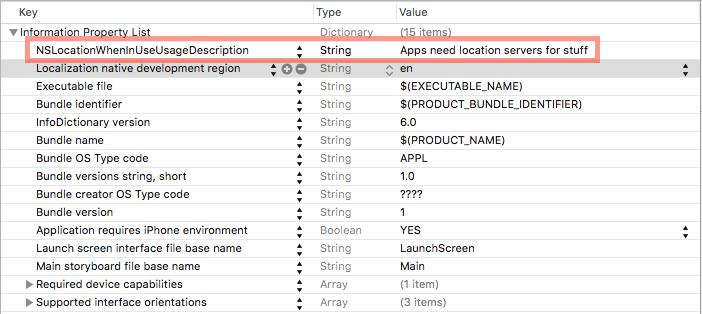 Key Type Value
Information Property List Dictionary (15 items)
NSLocationWhenInUseUsageDescription String Apps need location servers for stuff
Localization native development region String en
Executable file String $(EXECUTABLE_NAME)
Bundle identifier String $(PRODUCT_BUNDLE_IDENTIFIER)
InfoDictionary version String 6.0
Bundle name String $(PRODUCT_NAME)
Bundle OS Type code String APPL
Bundle versions string, short String 1.0
Bundle creator OS Type code String ????
Bundle version String 1
Application requires iPhone environment Boolean YES
Launch screen interface file base name String LaunchScreen
Main storyboard file base name String Main
Required device capabilities Array (1 item)
Supported interface orientations Array (3 items)